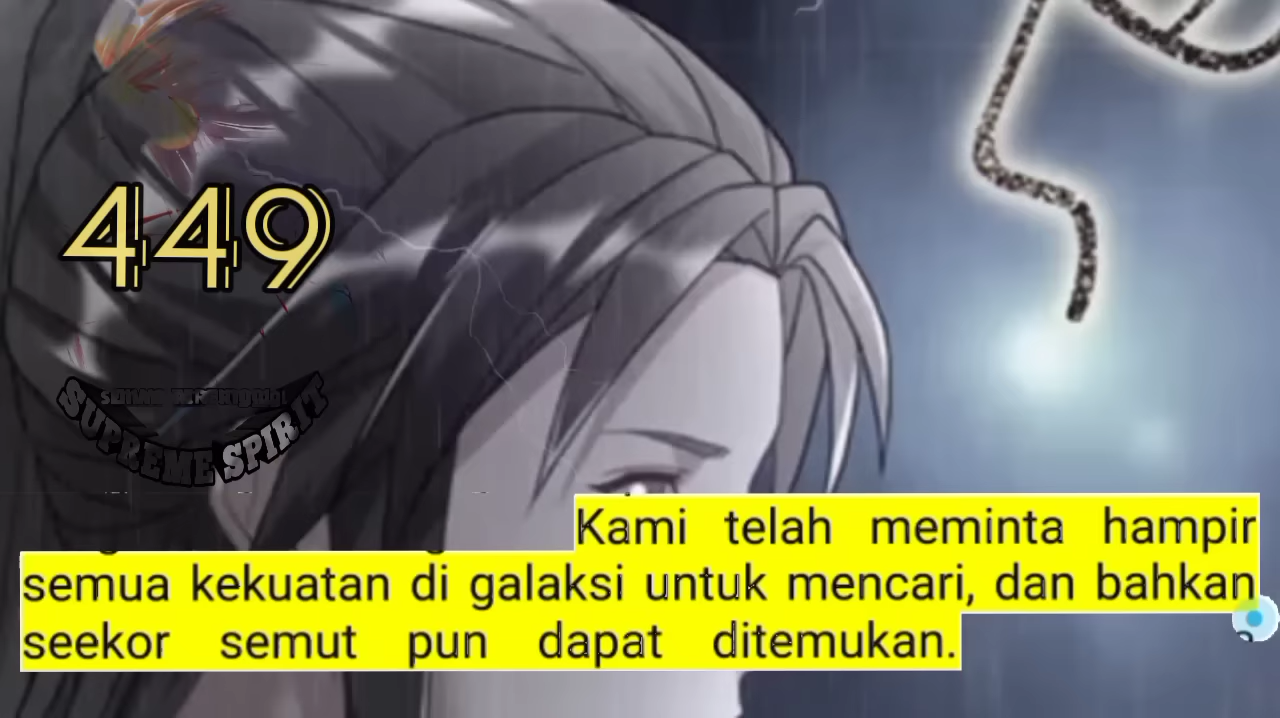 449
SUPREME SPIRIT
Kami telah meminta hampir
semua kekuatan di galaksi untuk mencari, dan bahkan
seekor semut pun dapat ditemukan.